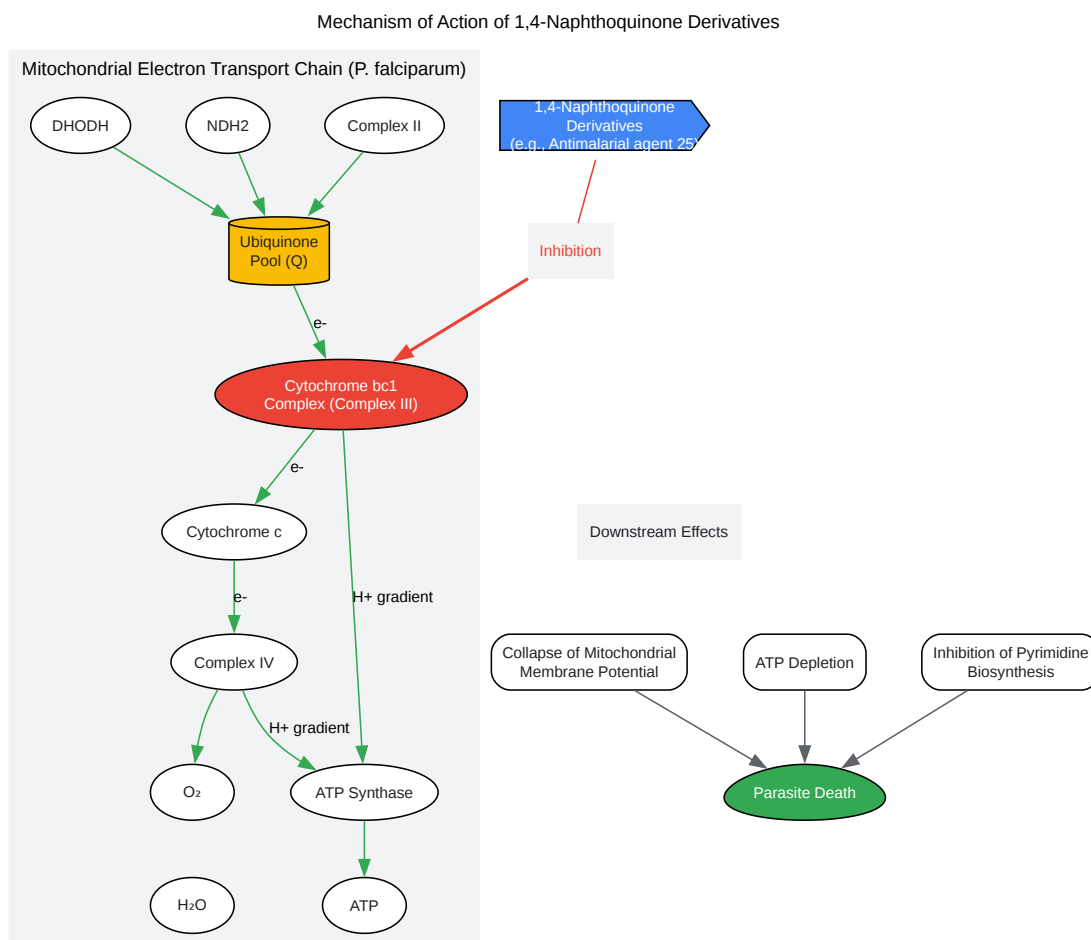 Mechanism of Action of 1,4-Naphthoquinone Derivatives
Mitochondrial Electron Transport Chain (P. falciparum)
DHODH
NDH2
Complex II
1,4-Naphthoquinone
Derivatives
(e.g., Antimalarial agent 25)
Ubiquinone
Pool (Q)
Inhibition
e-
Cytochrome bc1
Complex (Complex III)
e-
Cytochrome c
Downstream Effects
e-
H+ gradient
Complex IV
Collapse of Mitochondrial
Membrane Potential
ATP Depletion
Inhibition of Pyrimidine
Biosynthesis
H+ gradient
O₂
ATP Synthase
Parasite Death
H₂O
ATP